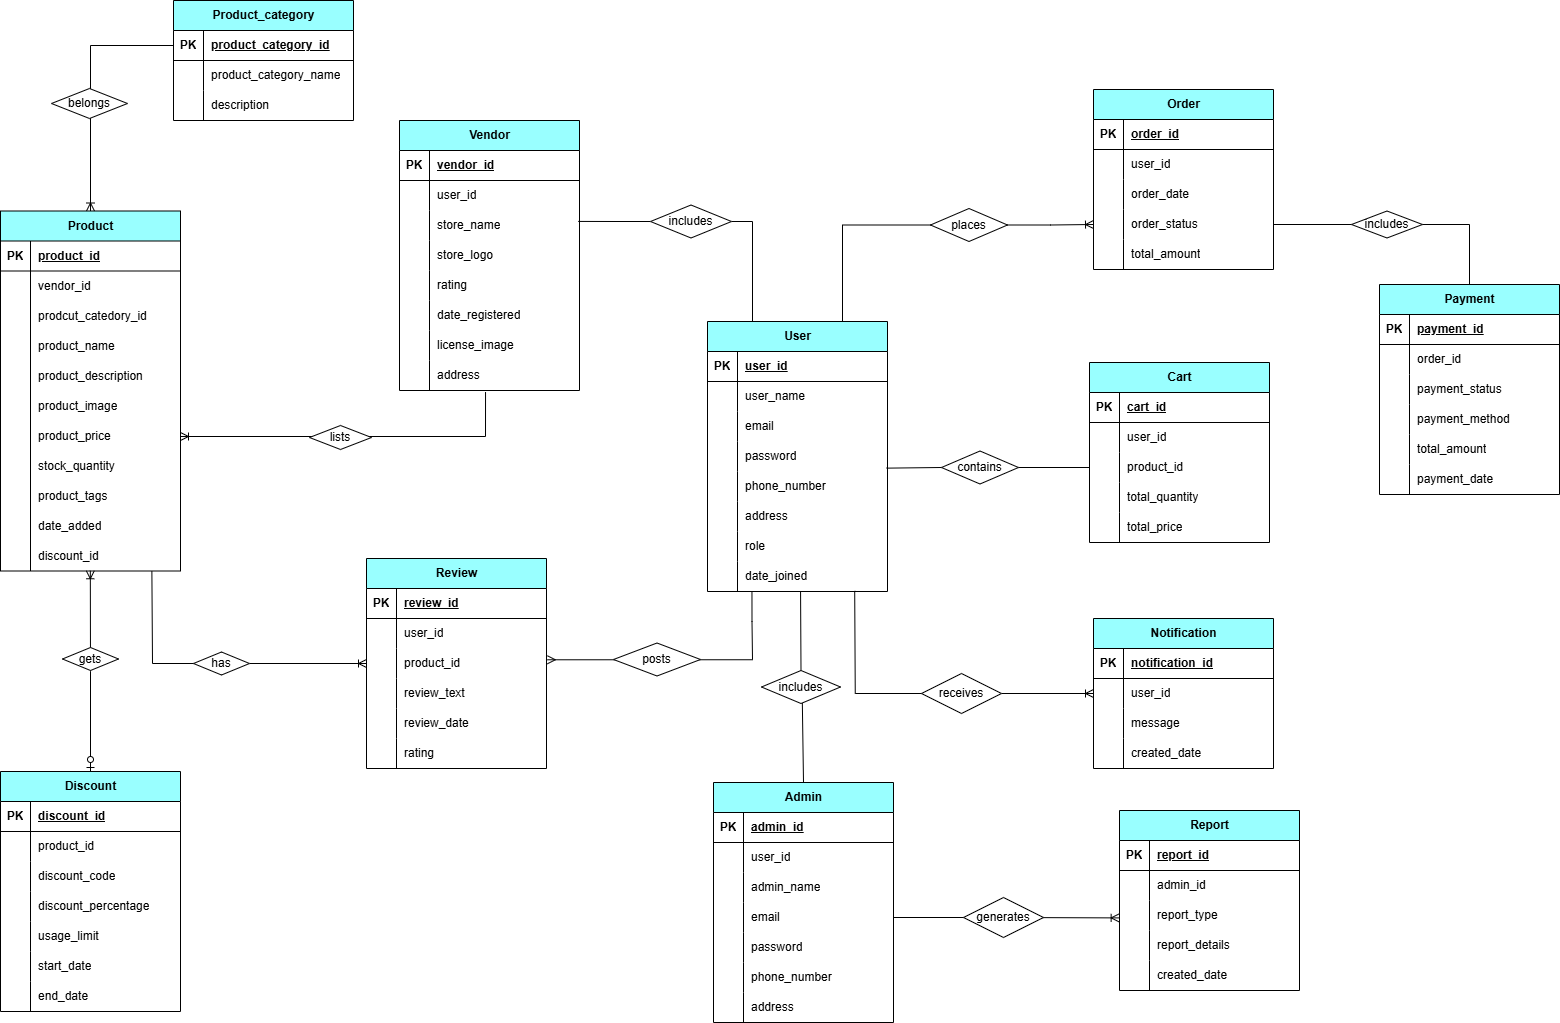 Product_category
PK product_category_id
product_category_name
description
belongs
Vendor
PK vendor_id
user_id
store_name
store_logo
rating
date_registered
license_image
address
includes
places
Order
PK order_id
user_id
order_date
order_status
total_amount
includes
Payment
PK payment_id
order_id
payment_status
payment_method
total_amount
payment_date
Product
PK product_id
vendor_id
prodcut_catedory_id
product_name
product_description
product_image
product_price
stock_quantity
product_tags
date_added
discount_id
lists
User
PK user_id
user_name
email
password
phone_number
address
role
date_joined
contains
Cart
PK cart_id
user_id
product_id
total_quantity
total_price
gets
has
Review
PK review_id
user_id
product_id
review_text
review_date
rating
posts
includes
receives
Notification
PK notification_id
user_id
message
created_date
Discount
PK discount_id
product_id
discount_code
discount_percentage
usage_limit
start_date
end_date
Admin
PK admin_id
user_id
admin_name
email
password
phone_number
address
generates
Report
PK report_id
admin_id
report_type
report_details
created_date